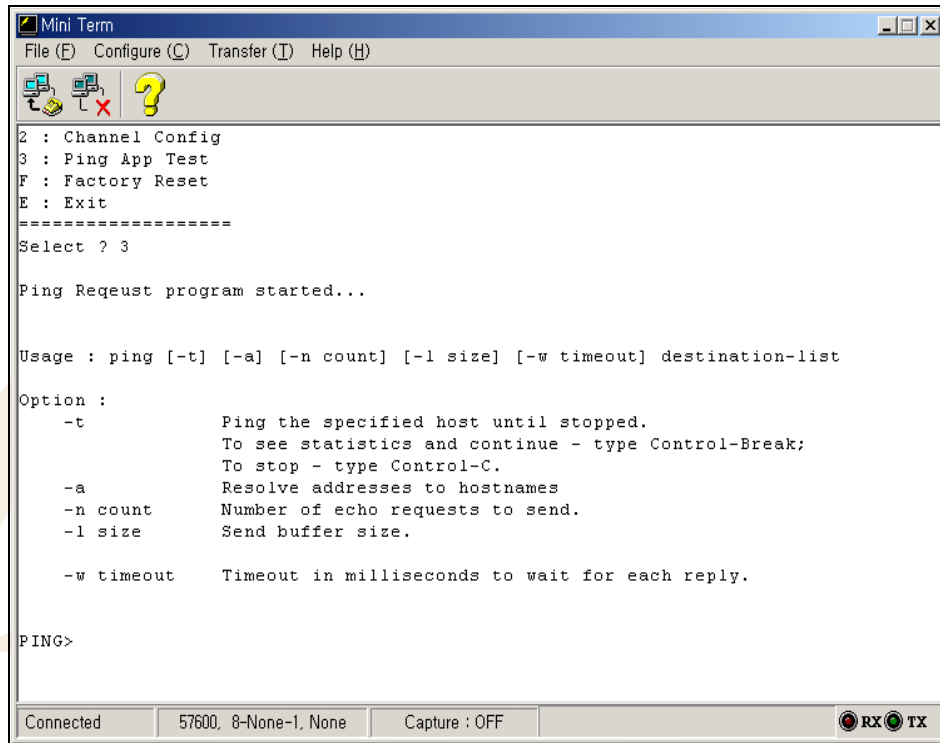 Mini Term
File (F) Configure (C) Transfer (T) Help (H)
2 : Channel Config
3 : Ping App Test
F : Factory Reset
E : Exit
====================
Select ? 3
Ping Reqeust program started...
Usage : ping [-t] [-a] [-n count] [-l size] [-w timeout] destination-list
Option :
-t Ping the specified host until stopped.
To see statistics and continue - type Control-Break;
To stop - type Control-C.
-a Resolve addresses to hostnames
-n count Number of echo requests to send.
-l size Send buffer size.
-w timeout Timeout in milliseconds to wait for each reply.
PING>
Connected 57600, 8-None-1, None Capture : OFF RX TX